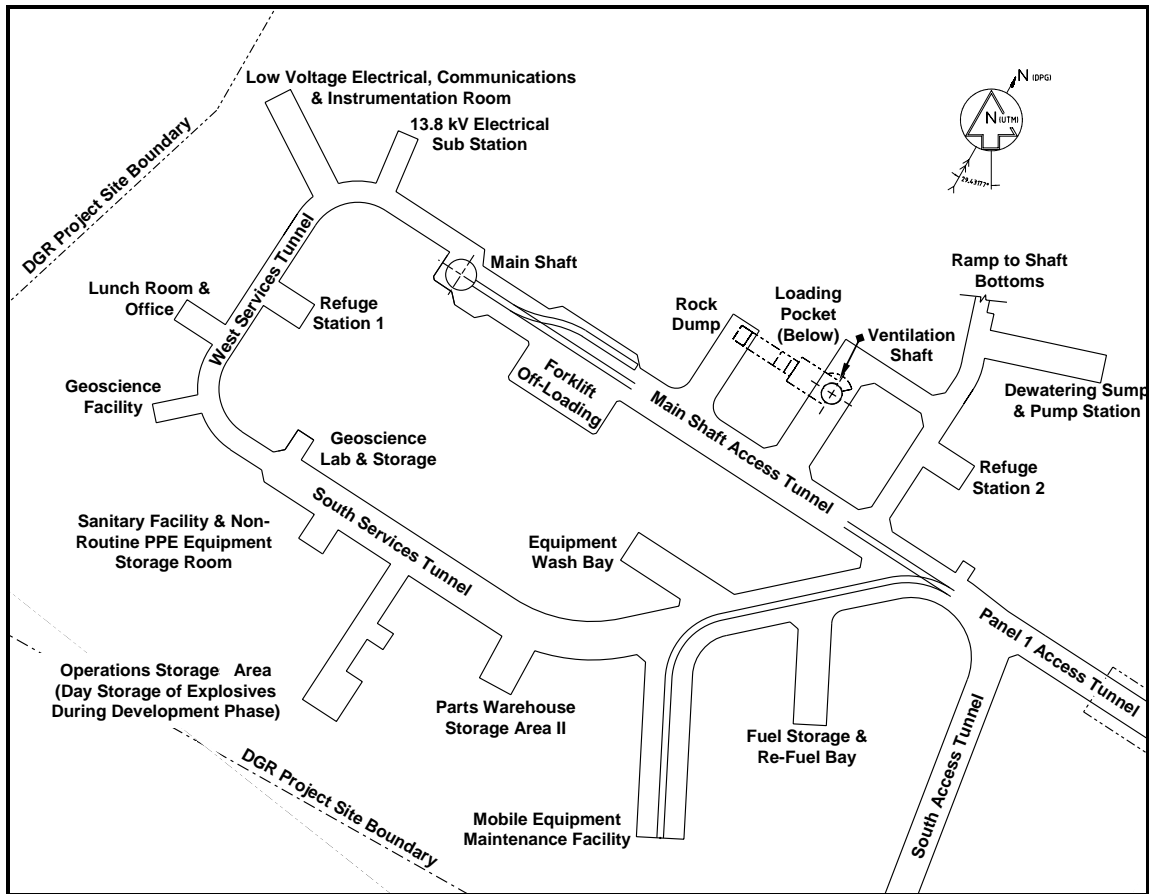 Low Voltage Electrical, Communications
& Instrumentation Room
13.8 kV Electrical
Sub Station
N (DPG)
N (UTM)
29.43177°
DGR Project Site Boundary
West Services Tunnel
Main Shaft
Lunch Room &
Office
Refuge
Station 1
Geoscience
Facility
Geoscience
Lab & Storage
Forklift
Off-Loading
Rock
Dump
Loading
Pocket
(Below)
Ventilation
Shaft
Ramp to Shaft
Bottoms
Dewatering Sump
& Pump Station
Main Shaft Access Tunnel
Refuge
Station 2
South Services Tunnel
Sanitary Facility & Non-
Routine PPE Equipment
Storage Room
Equipment
Wash Bay
Panel 1 Access Tunnel
Operations Storage Area
(Day Storage of Explosives
During Development Phase)
Parts Warehouse
Storage Area II
Fuel Storage &
Re-Fuel Bay
South Access Tunnel
DGR Project Site Boundary
Mobile Equipment
Maintenance Facility